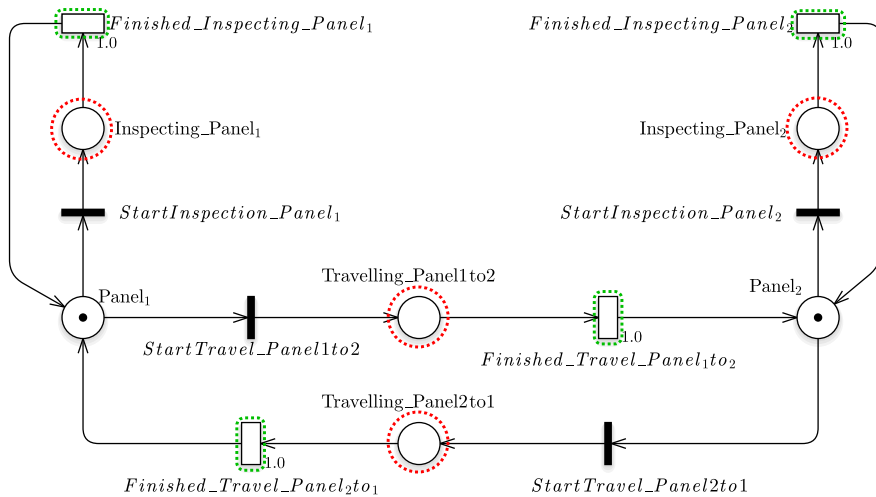 Finished_Inspecting_Panel₁
1.0
Finished_Inspecting_Panel₂
1.0
Inspecting_Panel₁
Inspecting_Panel₂
StartInspection_Panel₁
StartInspection_Panel₂
Panel₁
Travelling_Panel1to2
Panel₂
StartTravel_Panel1to2
1.0
Finished_Travel_Panel₁to₂
Travelling_Panel2to1
1.0
Finished_Travel_Panel₂to₁
StartTravel_Panel2to1